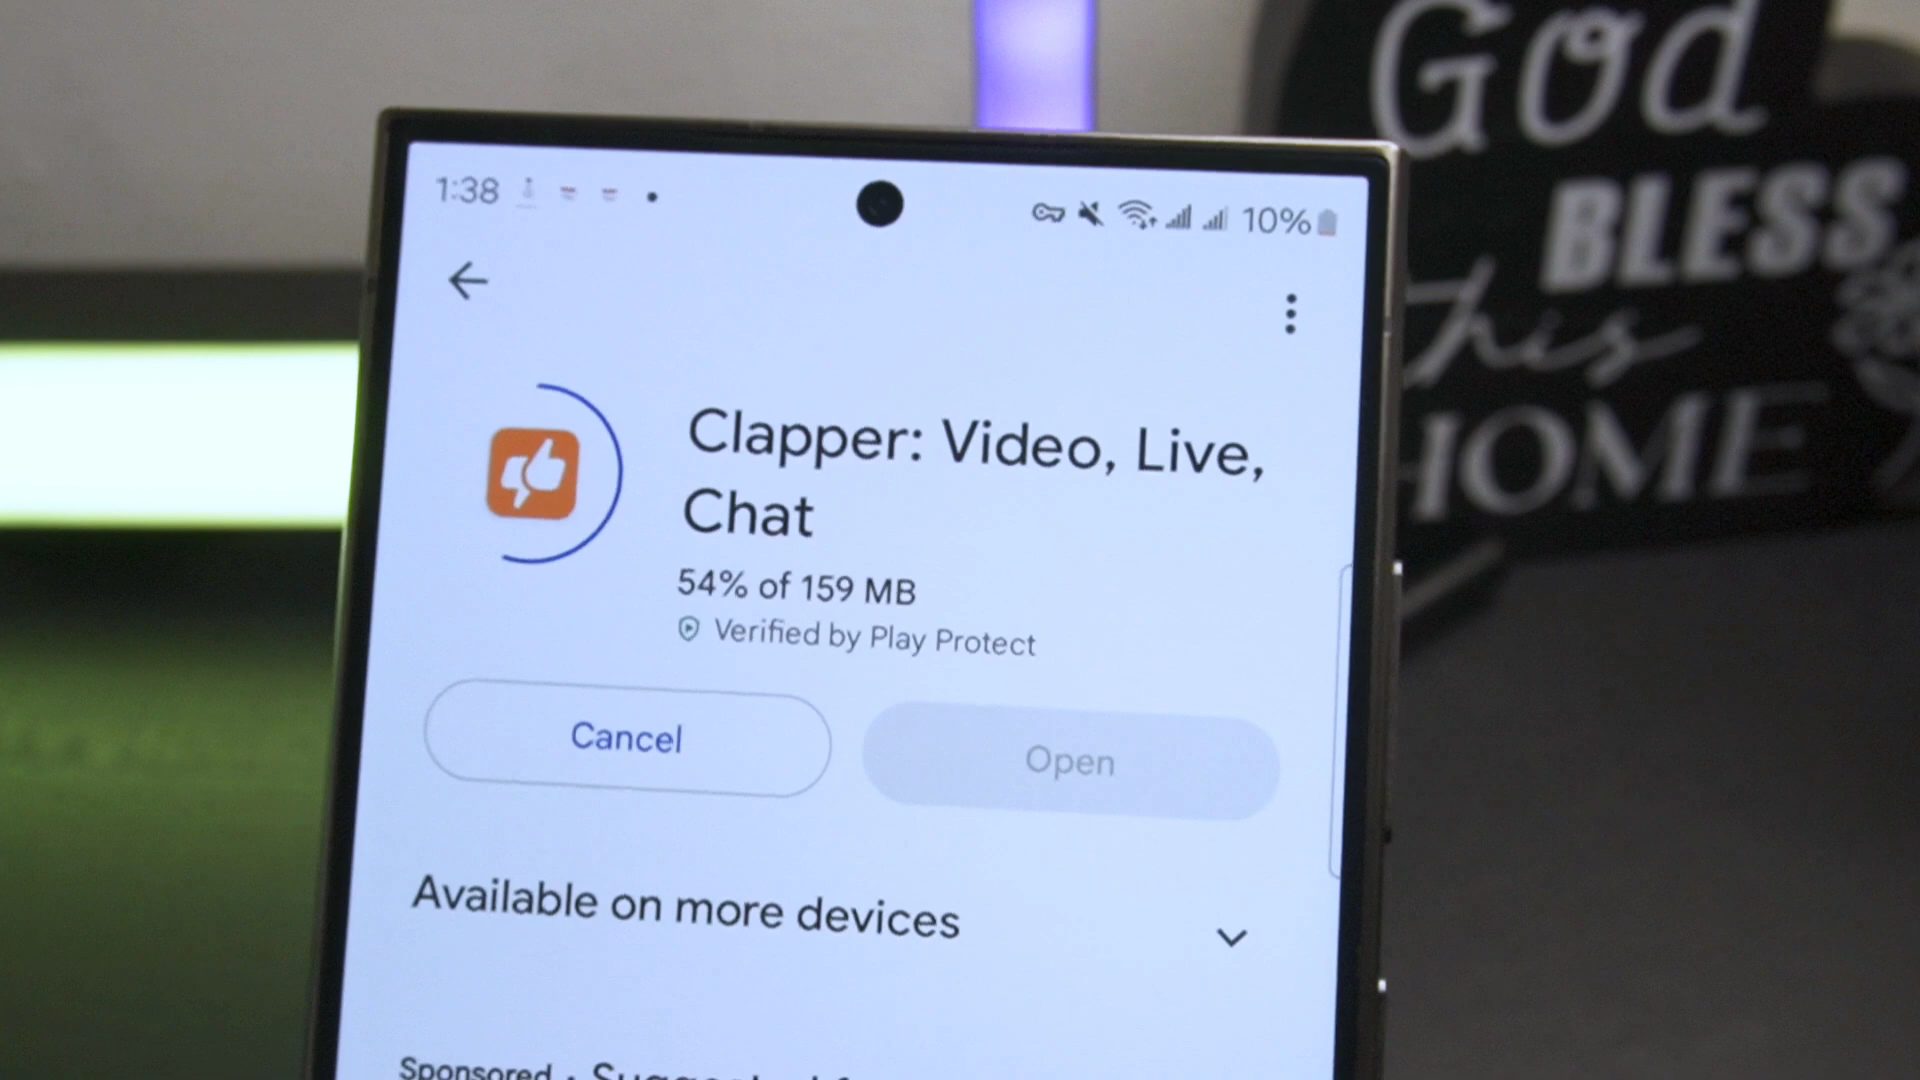 God
BLESS
this
HOME
1:38
10%
Clapper: Video, Live,
Chat
54% of 159 MB
Verified by Play Protect
Cancel
Open
Available on more devices
Sponsored · Suggested f